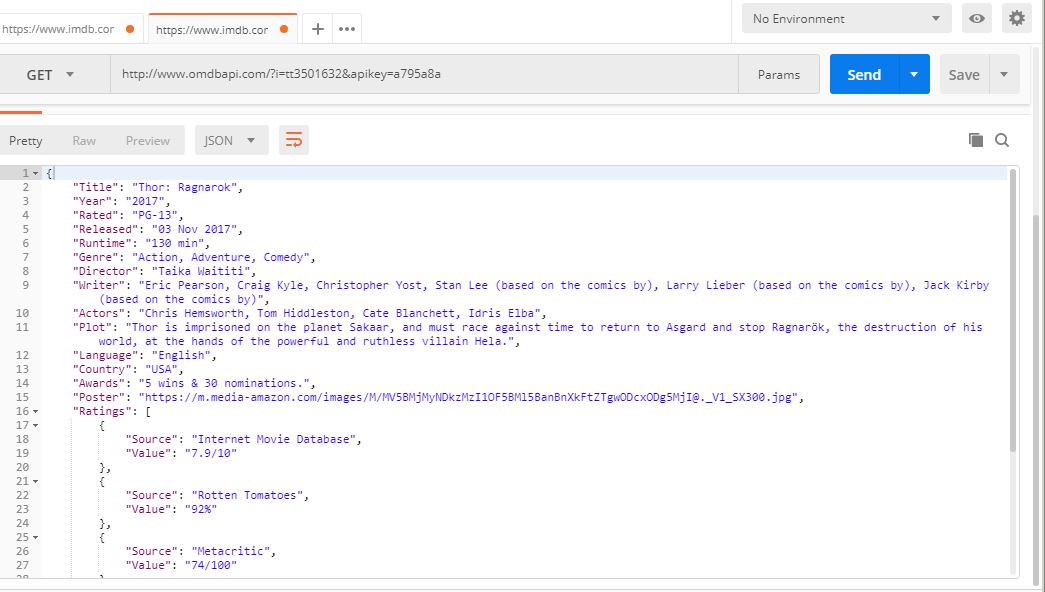 https://www.imdb.cor https://www.imdb.cor + ••• No Environment
GET http://www.omdbapi.com/?i=tt3501632&apikey=a795a8a Params Send Save
Pretty Raw Preview JSON
1 {
2 "Title": "Thor: Ragnarok",
3 "Year": "2017",
4 "Rated": "PG-13",
5 "Released": "03 Nov 2017",
6 "Runtime": "130 min",
7 "Genre": "Action, Adventure, Comedy",
8 "Director": "Taika Waititi",
9 "Writer": "Eric Pearson, Craig Kyle, Christopher Yost, Stan Lee (based on the comics by), Larry Lieber (based on the comics by), Jack Kirby
(based on the comics by)",
10 "Actors": "Chris Hemsworth, Tom Hiddleston, Cate Blanchett, Idris Elba",
11 "Plot": "Thor is imprisoned on the planet Sakaar, and must race against time to return to Asgard and stop Ragnarök, the destruction of his
world, at the hands of the powerful and ruthless villain Hela.",
12 "Language": "English",
13 "Country": "USA",
14 "Awards": "5 wins & 30 nominations.",
15 "Poster": "https://m.media-amazon.com/images/M/MV5BMjMyNDkzMzI1OF5BMl5BanBnXkFtZTgwODcxODg5MjI@._V1_SX300.jpg",
16 "Ratings": [
17 {
18 "Source": "Internet Movie Database",
19 "Value": "7.9/10"
20 },
21 {
22 "Source": "Rotten Tomatoes",
23 "Value": "92%"
24 },
25 {
26 "Source": "Metacritic",
27 "Value": "74/100"